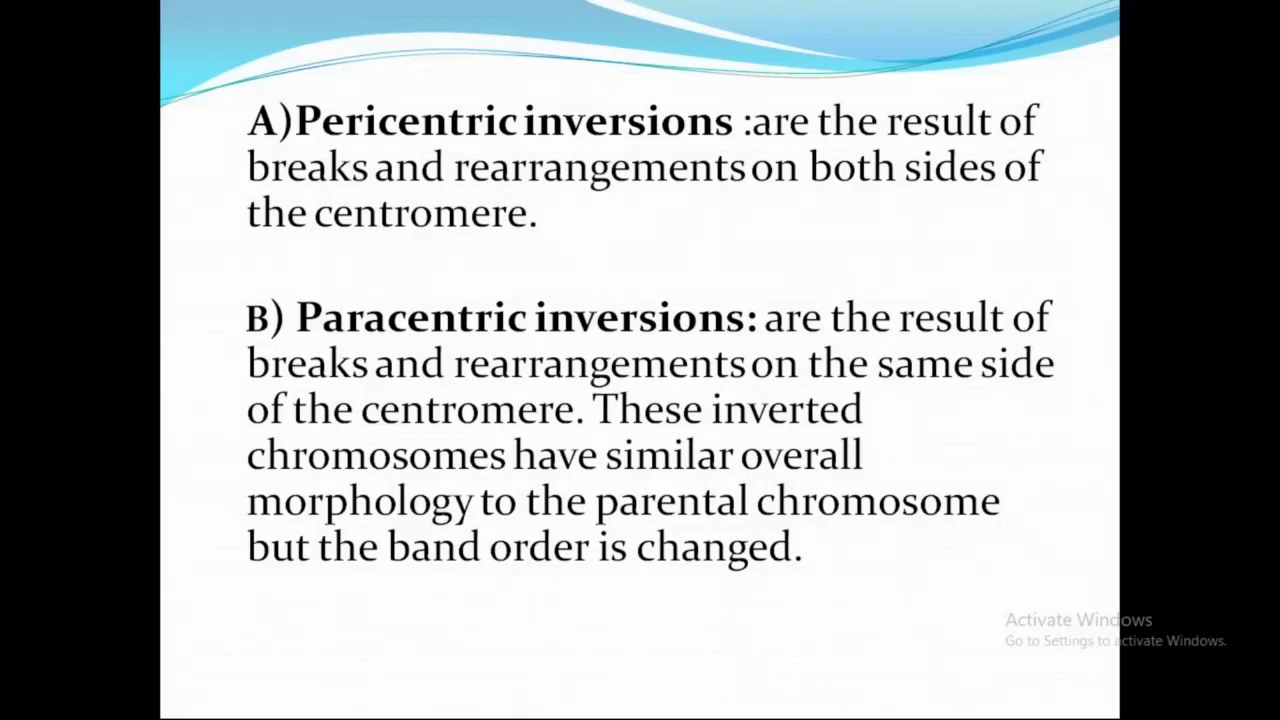 A)Pericentric inversions :are the result of
breaks and rearrangements on both sides of
the centromere.
B) Paracentric inversions: are the result of
breaks and rearrangements on the same side
of the centromere. These inverted
chromosomes have similar overall
morphology to the parental chromosome
but the band order is changed.
Activate Windows
Go to Settings to activate Windows.